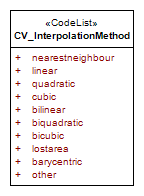 «CodeList»
CV_InterpolationMethod
+ nearestneighbour
+ linear
+ quadratic
+ cubic
+ bilinear
+ biquadratic
+ bicubic
+ lostarea
+ barycentric
+ other